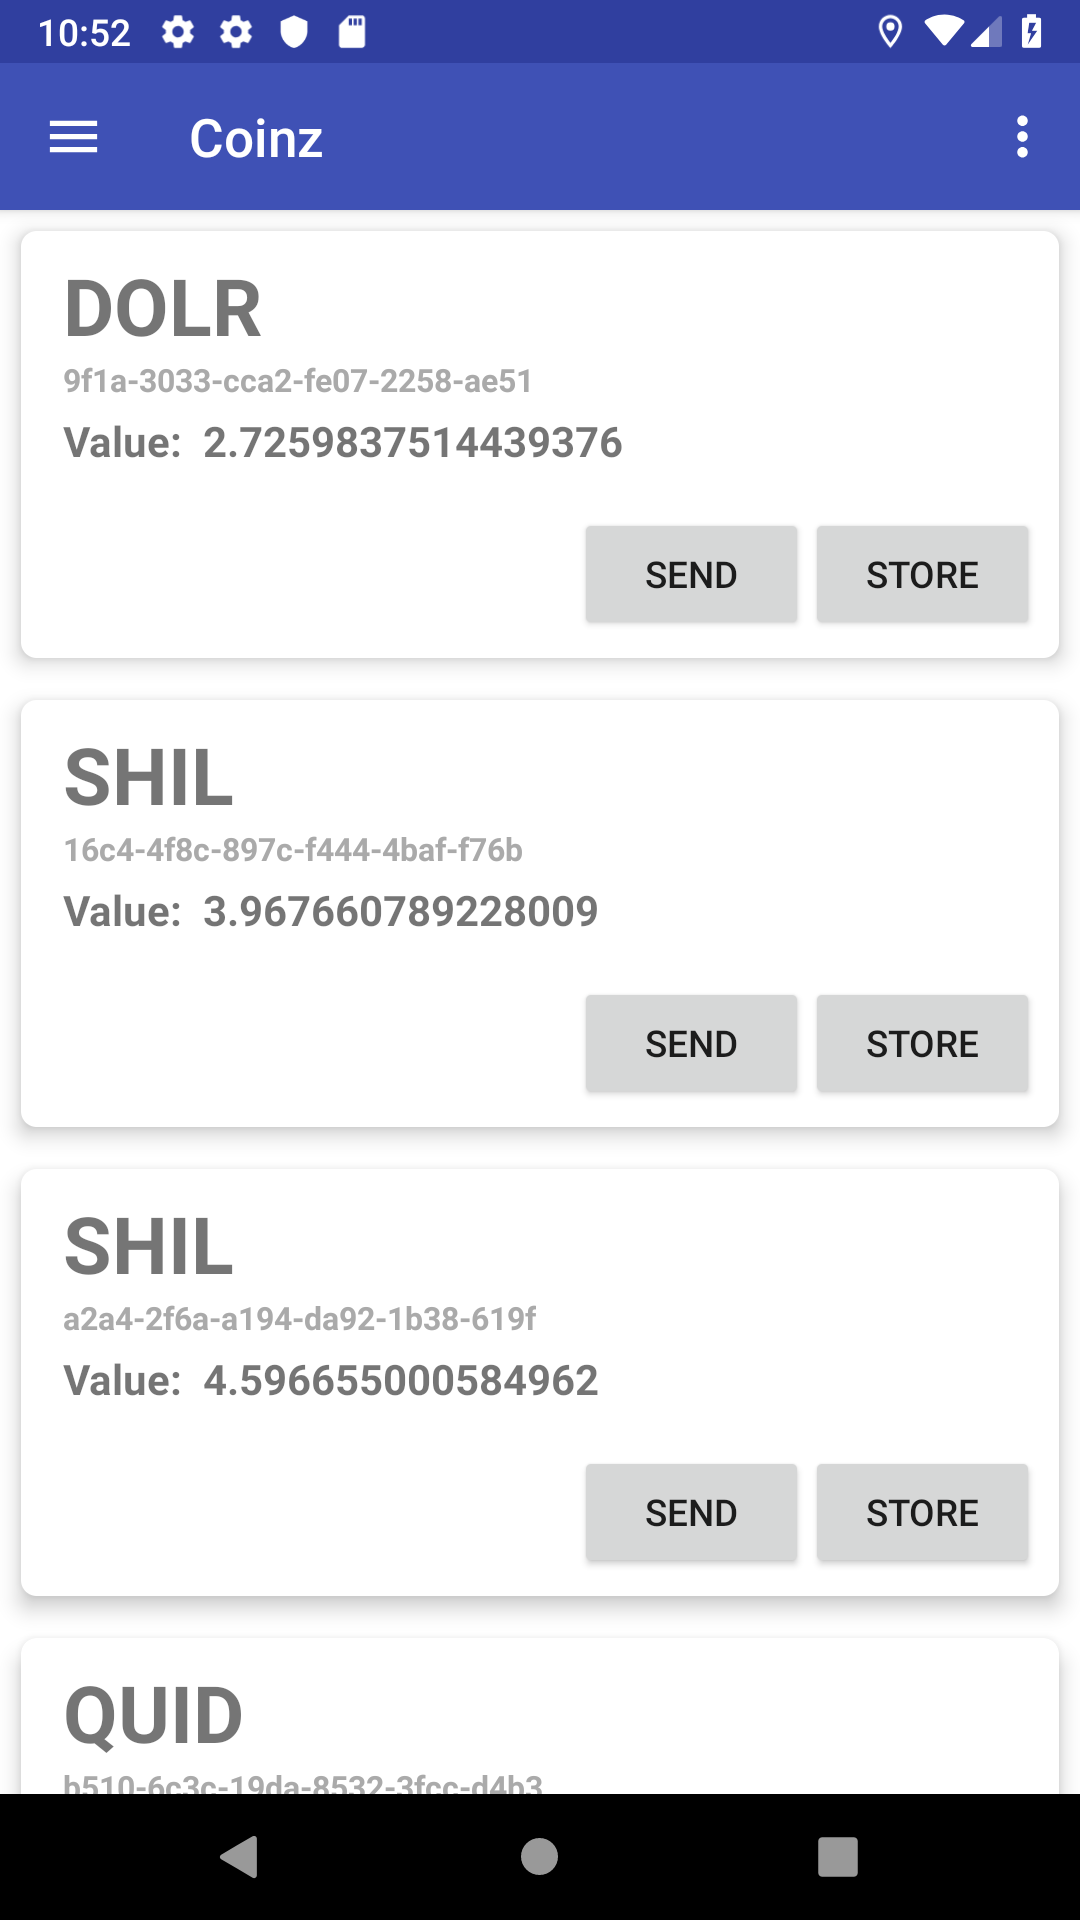 10:52
Coinz
DOLR
9f1a-3033-cca2-fe07-2258-ae51
Value: 2.7259837514439376
SEND STORE
SHIL
16c4-4f8c-897c-f444-4baf-f76b
Value: 3.967660789228009
SEND STORE
SHIL
a2a4-2f6a-a194-da92-1b38-619f
Value: 4.596655000584962
SEND STORE
QUID
b510-6c3c-19da-8532-3fcc-d4b3